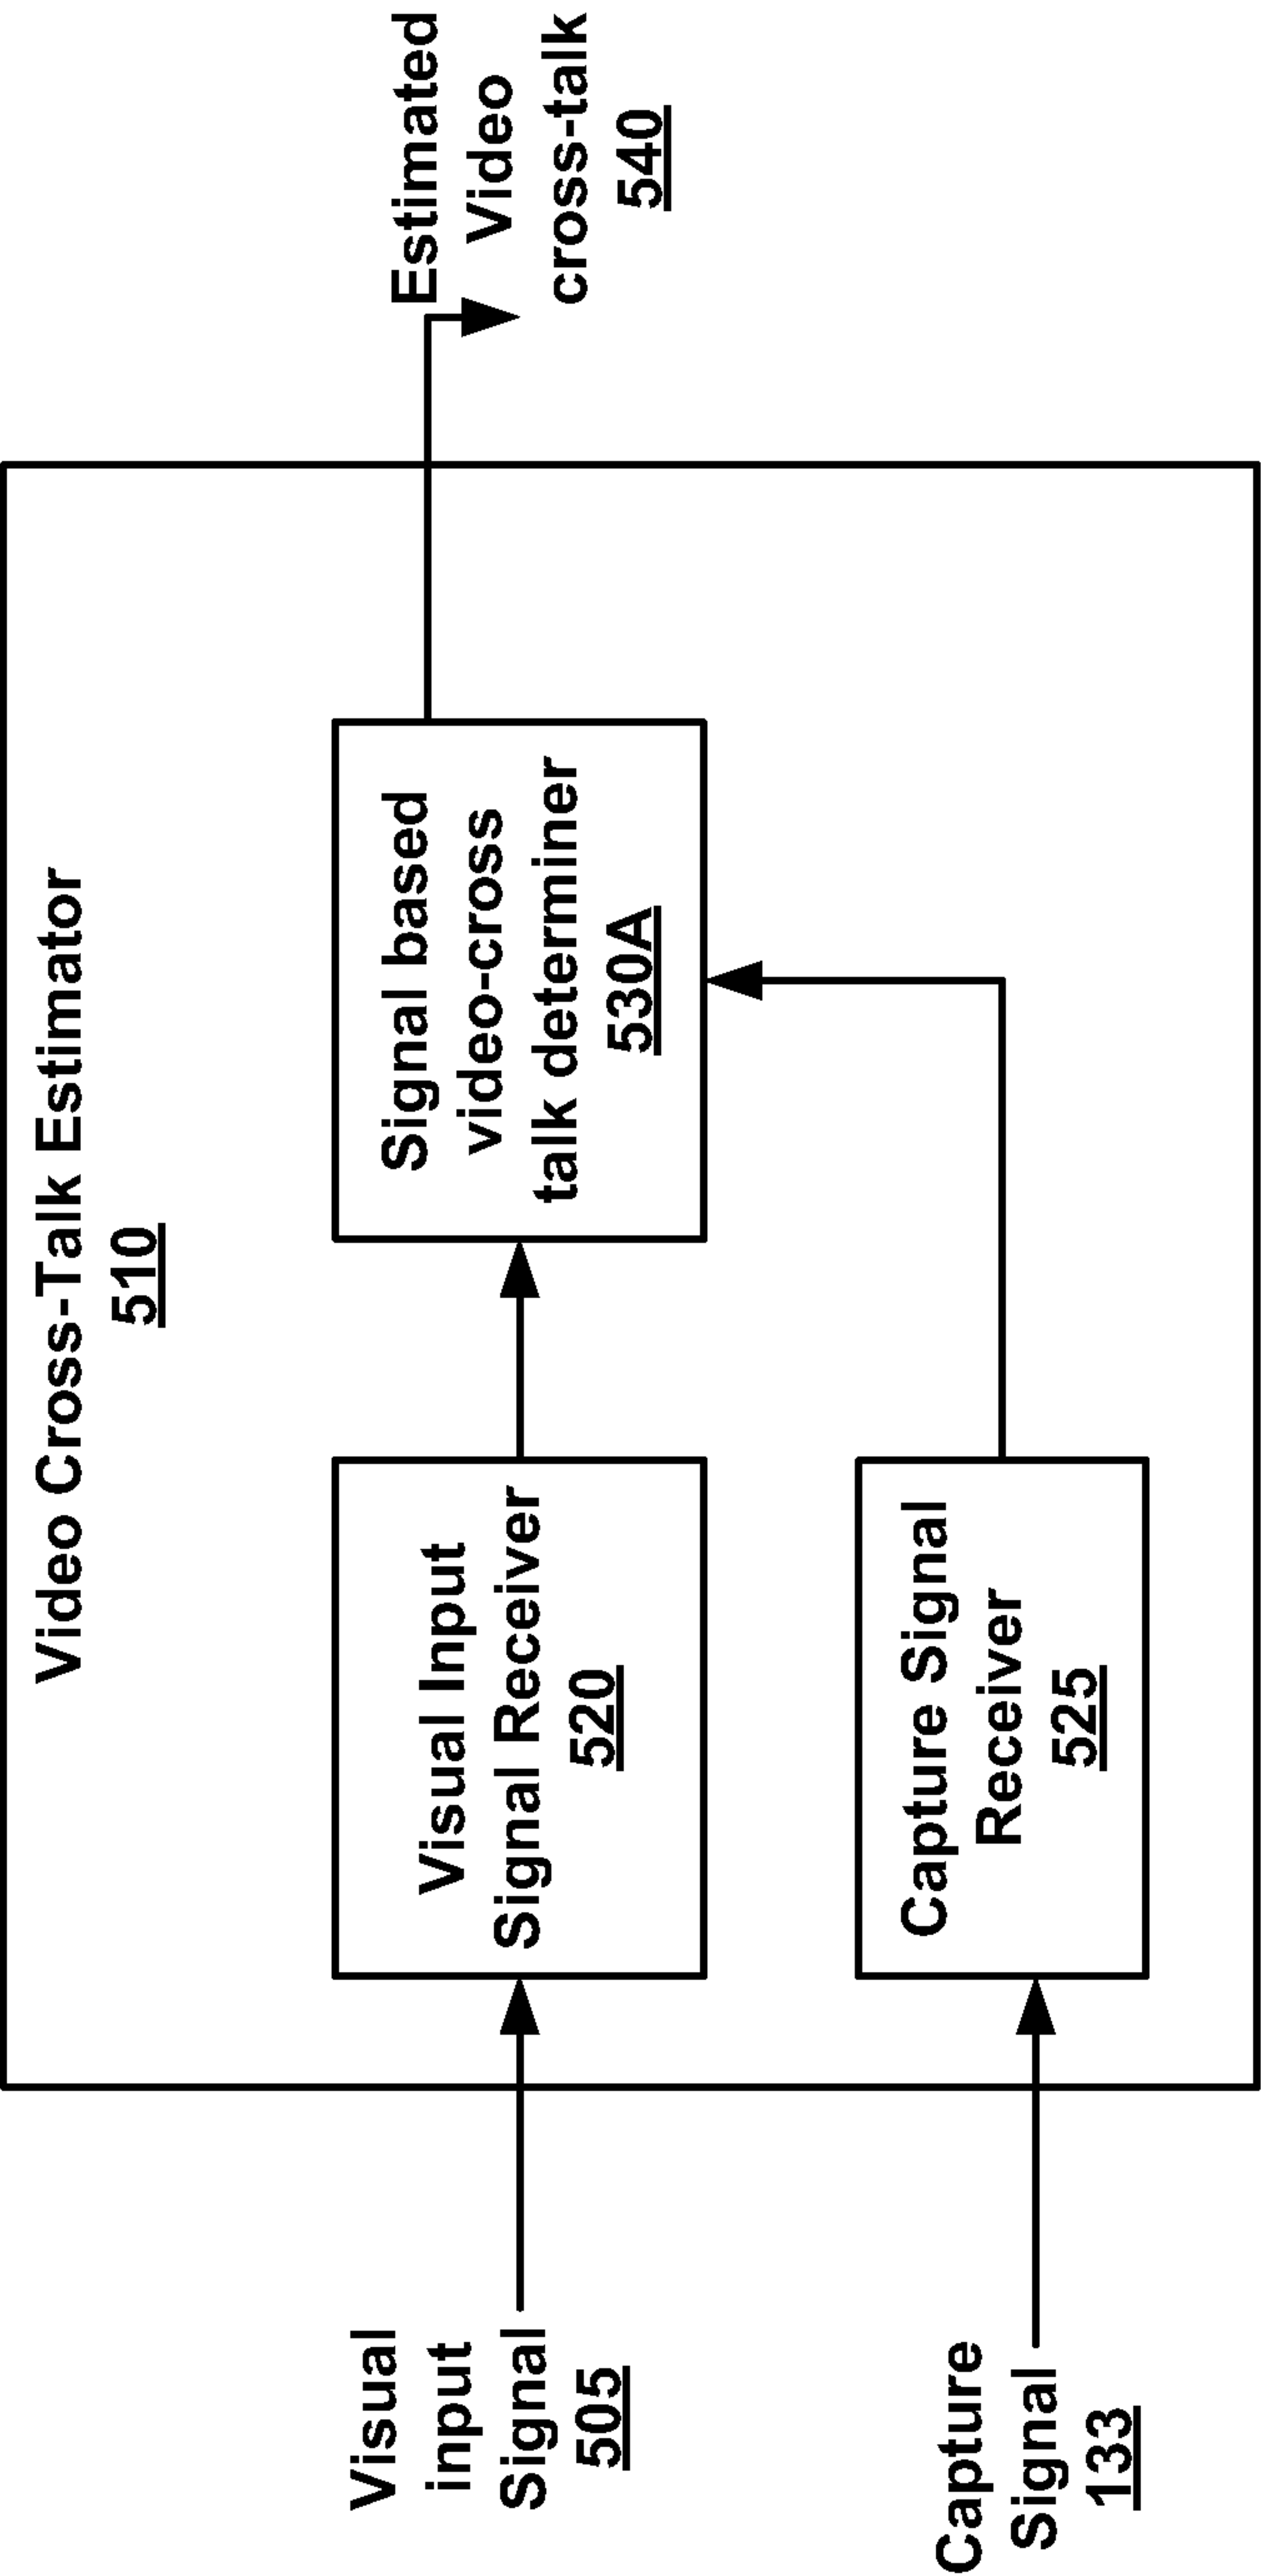 Video Cross-Talk Estimator
510
Visual
input
Signal
505
Visual Input
Signal Receiver
520
Signal based
video-cross
talk determiner
530A
Estimated
Video
cross-talk
540
Capture
Signal
133
Capture Signal
Receiver
525